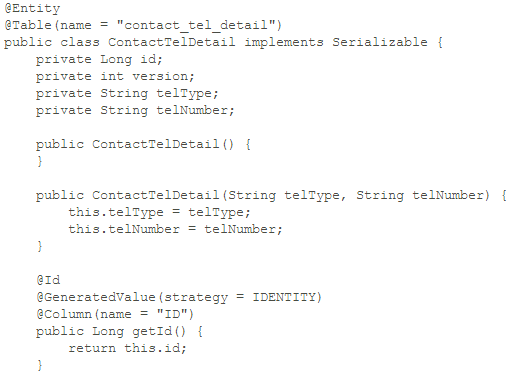 @Entity
@Table(name = "contact_tel_detail")
public class ContactTelDetail implements Serializable {
    private Long id;
    private int version;
    private String telType;
    private String telNumber;

    public ContactTelDetail() {
    }

    public ContactTelDetail(String telType, String telNumber) {
        this.telType = telType;
        this.telNumber = telNumber;
    }

    @Id
    @GeneratedValue(strategy = IDENTITY)
    @Column(name = "ID")
    public Long getId() {
        return this.id;
    }